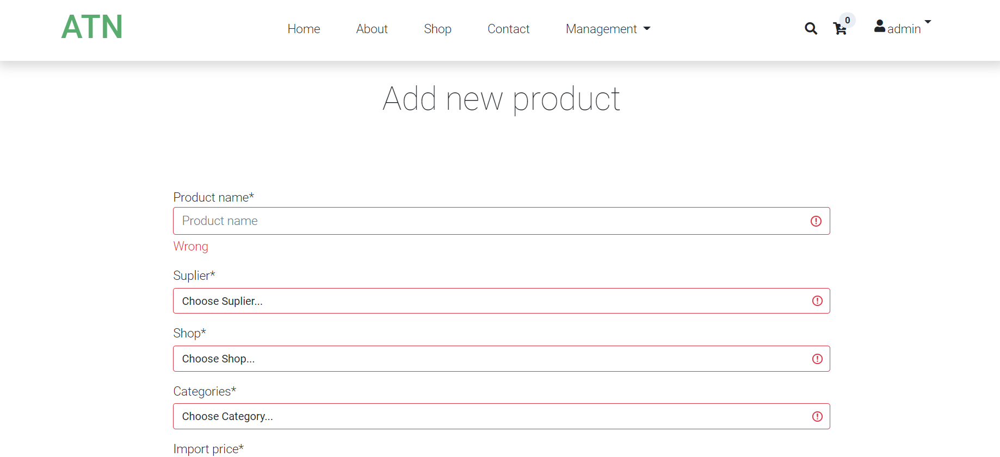 ATN
Home About Shop Contact Management 0 admin
Add new product
Product name*
Product name
Wrong
Suplier*
Choose Suplier...
Shop*
Choose Shop...
Categories*
Choose Category...
Import price*